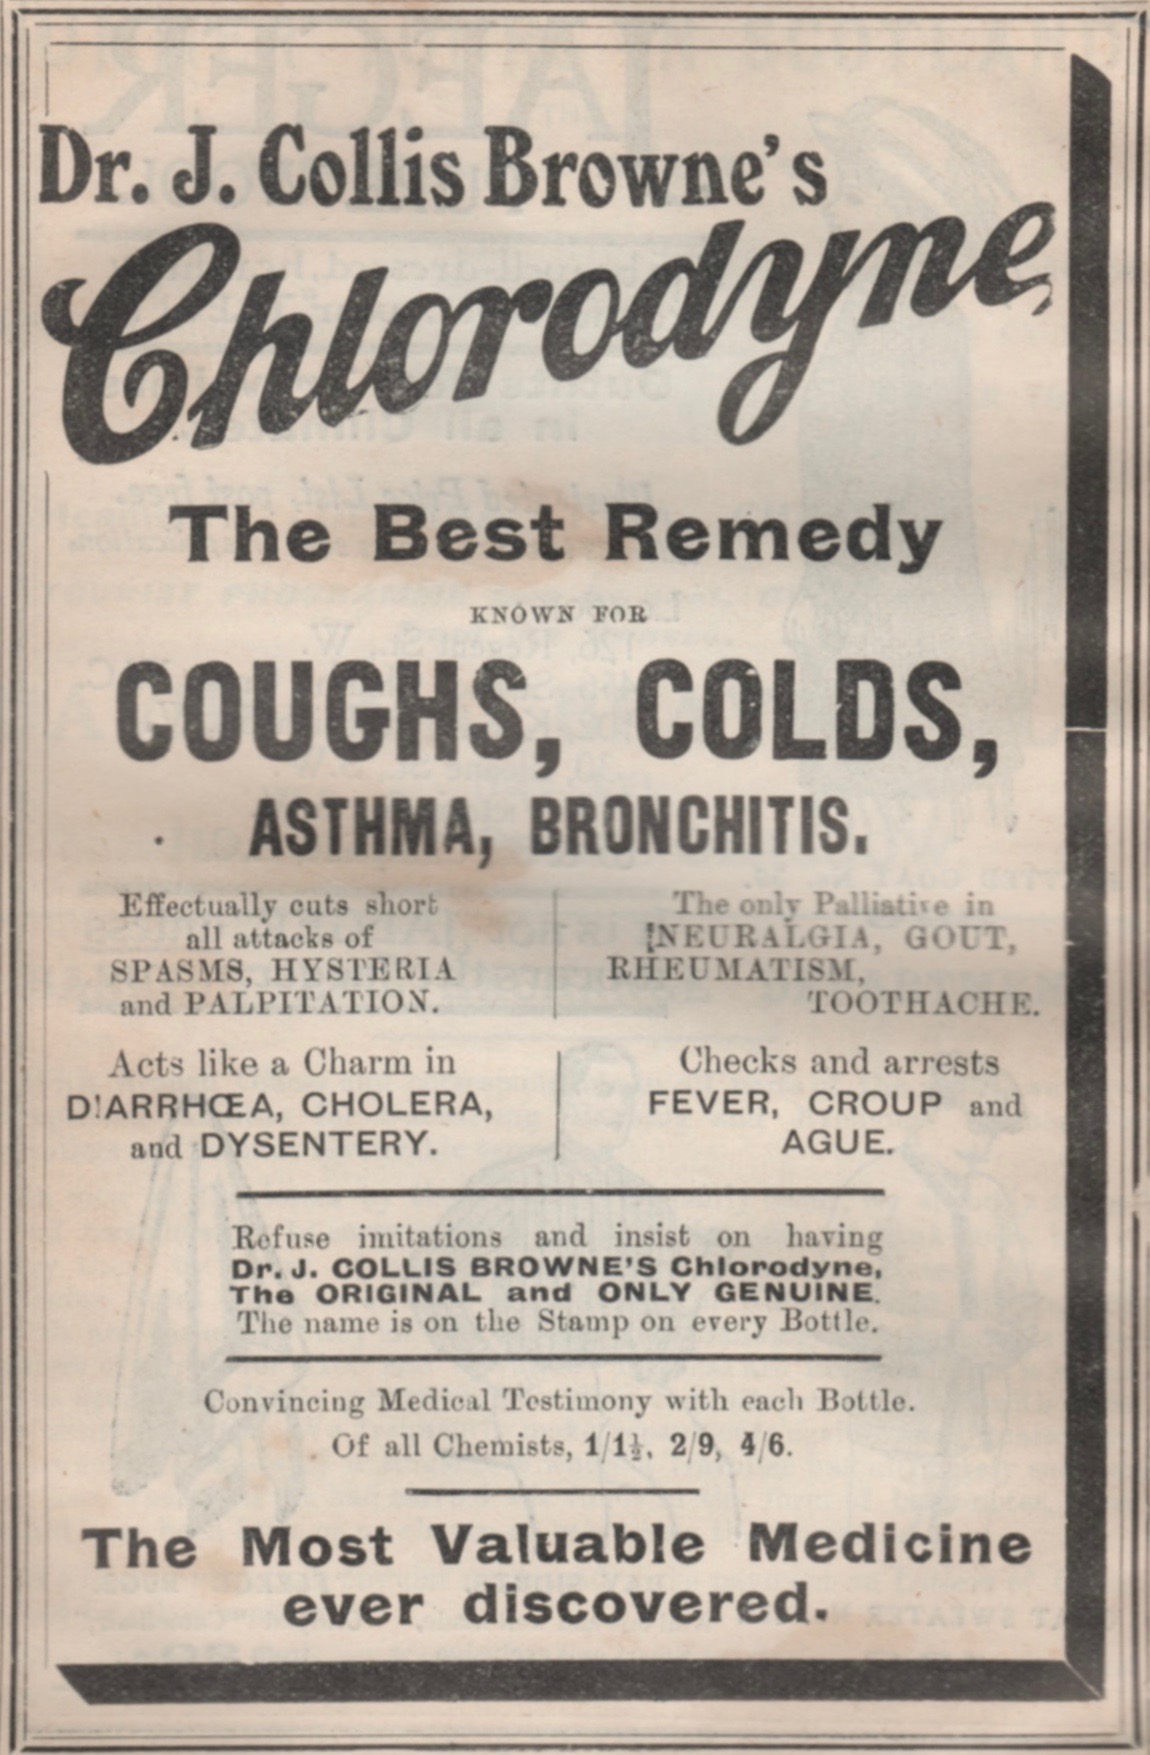 Dr. J. Collis Browne's
Chlorodyne
The Best Remedy
KNOWN FOR
COUGHS, COLDS,
ASTHMA, BRONCHITIS.
Effectually cuts short
all attacks of
SPASMS, HYSTERIA
and PALPITATION.
The only Palliative in
NEURALGIA, GOUT,
RHEUMATISM,
TOOTHACHE.
Acts like a Charm in
DIARRHŒA, CHOLERA,
and DYSENTERY.
Checks and arrests
FEVER, CROUP and
AGUE.
Refuse imitations and insist on having
Dr. J. COLLIS BROWNE'S Chlorodyne,
The ORIGINAL and ONLY GENUINE.
The name is on the Stamp on every Bottle.
Convincing Medical Testimony with each Bottle.
Of all Chemists, 1/1½, 2/9, 4/6.
The Most Valuable Medicine
ever discovered.